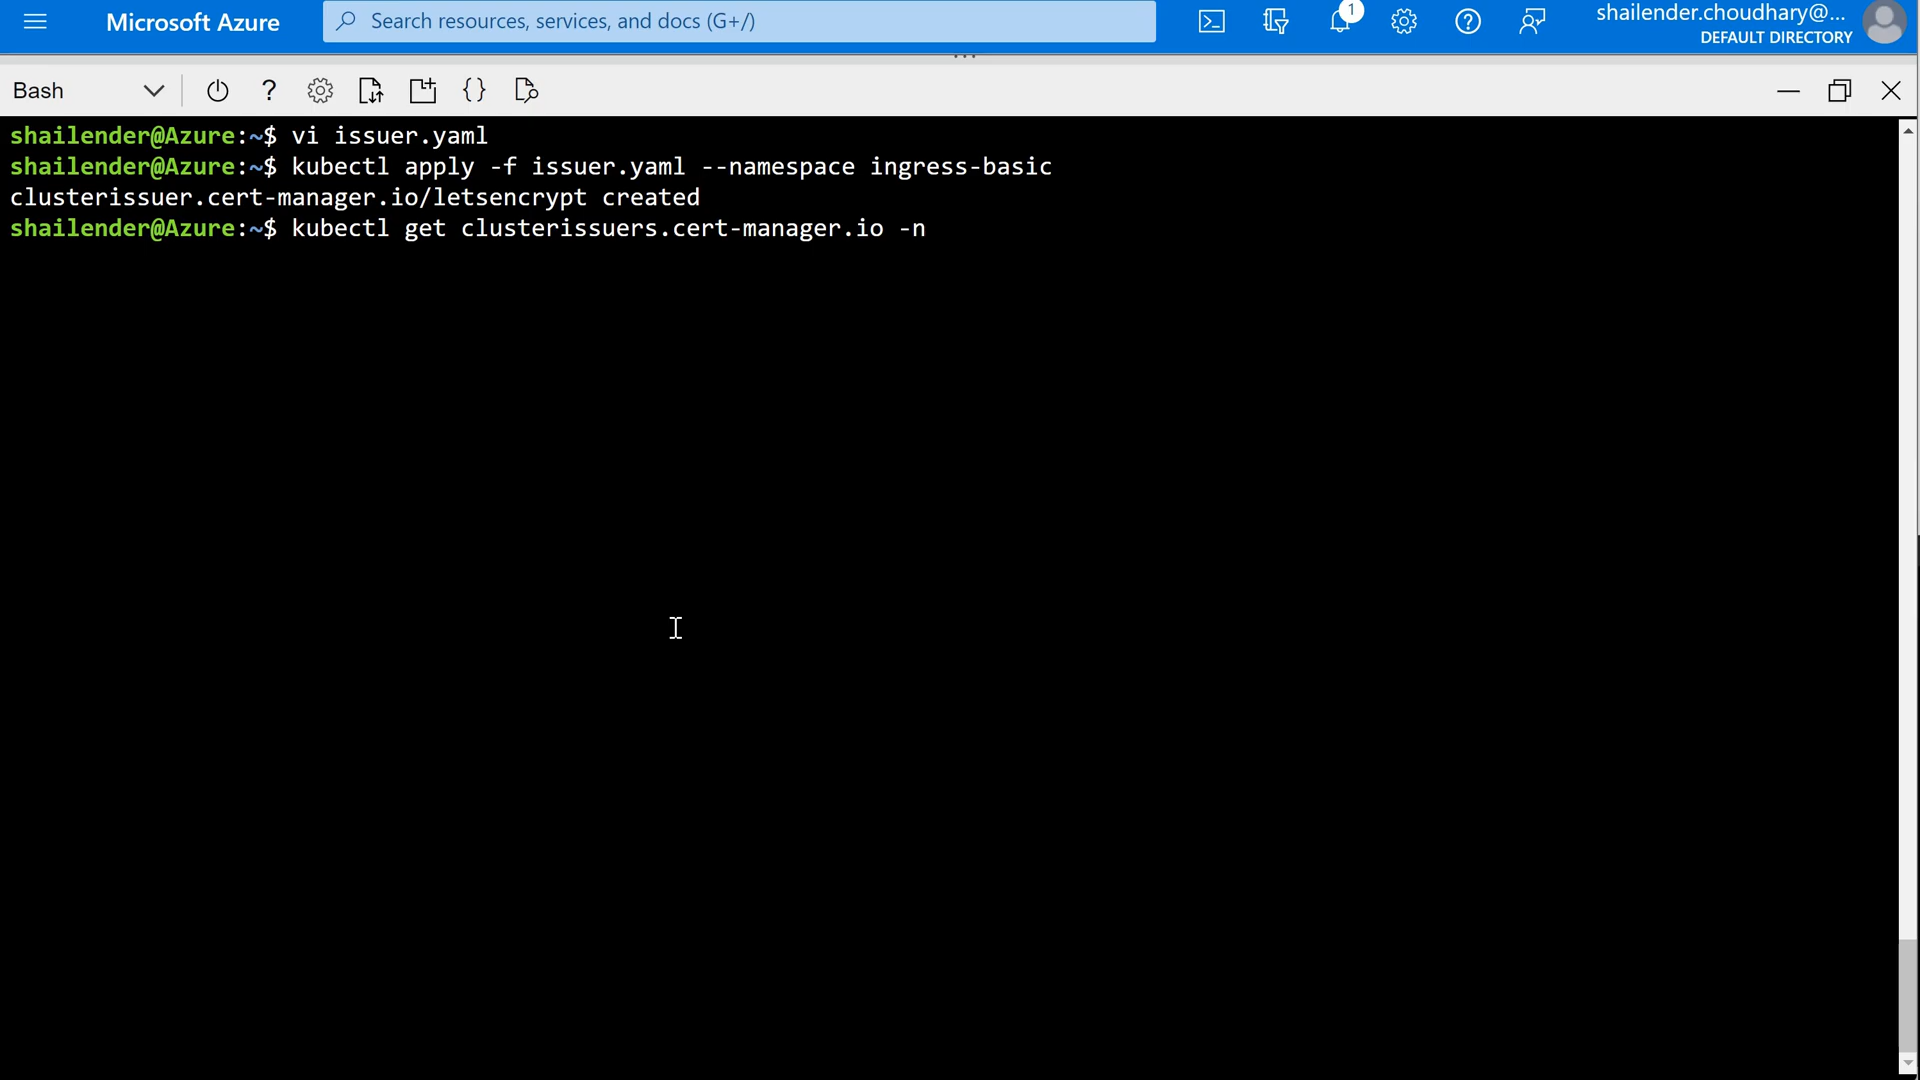 Microsoft Azure
Search resources, services, and docs (G+/)
1
shailender.choudhary@...
DEFAULT DIRECTORY
Bash
shailender@Azure:~$ vi issuer.yaml
shailender@Azure:~$ kubectl apply -f issuer.yaml --namespace ingress-basic
clusterissuer.cert-manager.io/letsencrypt created
shailender@Azure:~$ kubectl get clusterissuers.cert-manager.io -n